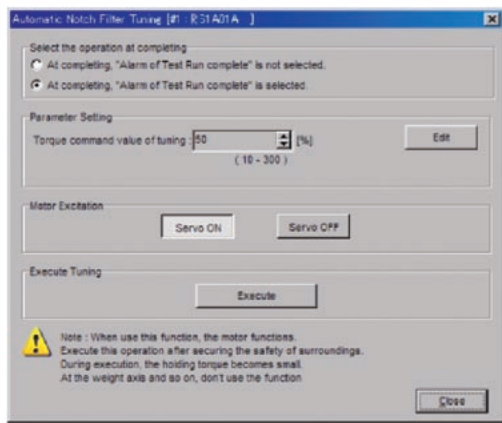 Automatic Notch Filter Tuning [#1 : RS1A01A ]
Select the operation at completing
At completing, "Alarm of Test Run complete" is not selected.
At completing, "Alarm of Test Run complete" is selected.
Parameter Setting
Torque command value of tuning : 50 [%] Edit
( 10 - 300 )
Motor Excitation
Servo ON Servo OFF
Execute Tuning
Execute
Note : When use this function, the motor functions.
Execute this operation after securing the safety of surroundings.
During execution, the holding torque becomes small.
At the weight axis and so on, don't use the function
Close